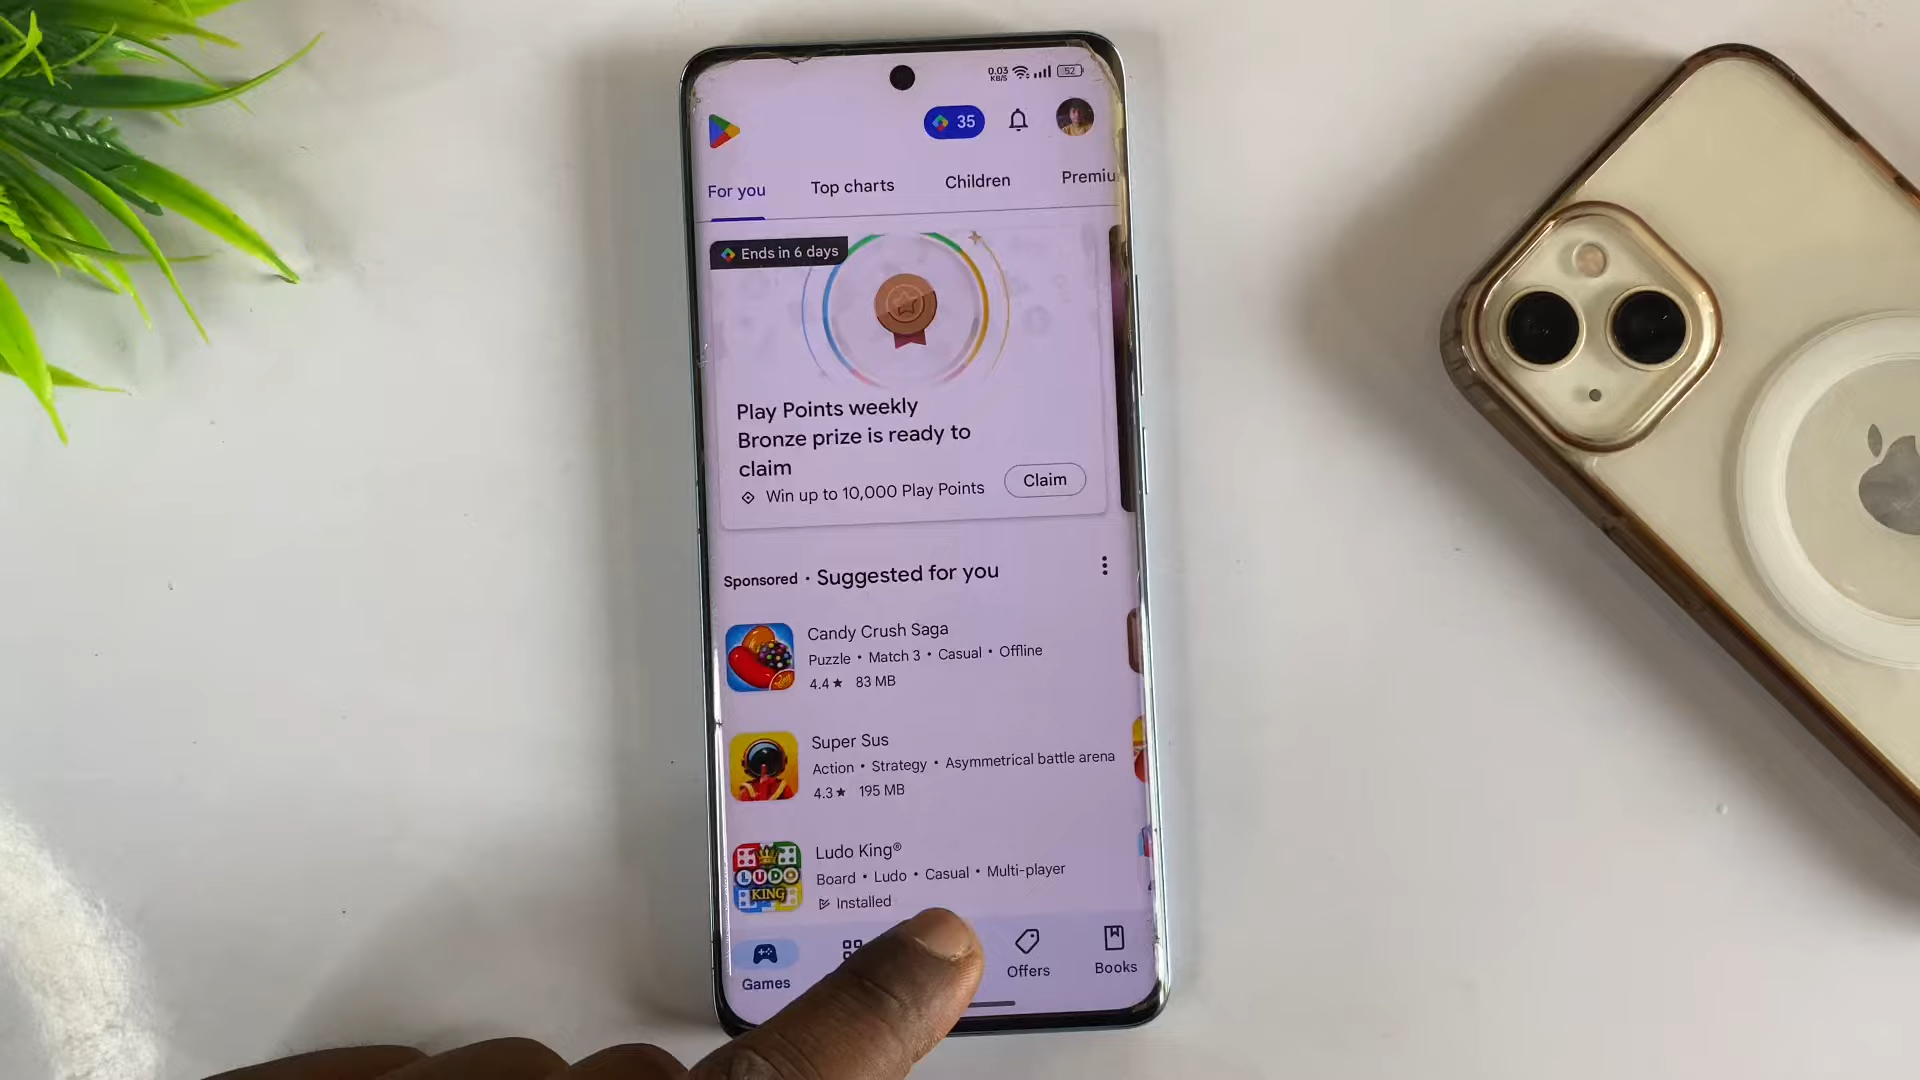 0.03
KB/S
52
35
For you
Top charts
Children
Premiu
Ends in 6 days
Play Points weekly
Bronze prize is ready to
claim
Win up to 10,000 Play Points
Claim
Sponsored • Suggested for you
Candy Crush Saga
Puzzle • Match 3 • Casual • Offline
4.4★ 83 MB
Super Sus
Action • Strategy • Asymmetrical battle arena
4.3★ 195 MB
LUDO
KING
Ludo King®
Board • Ludo • Casual • Multi-player
Installed
Games
Offers
Books